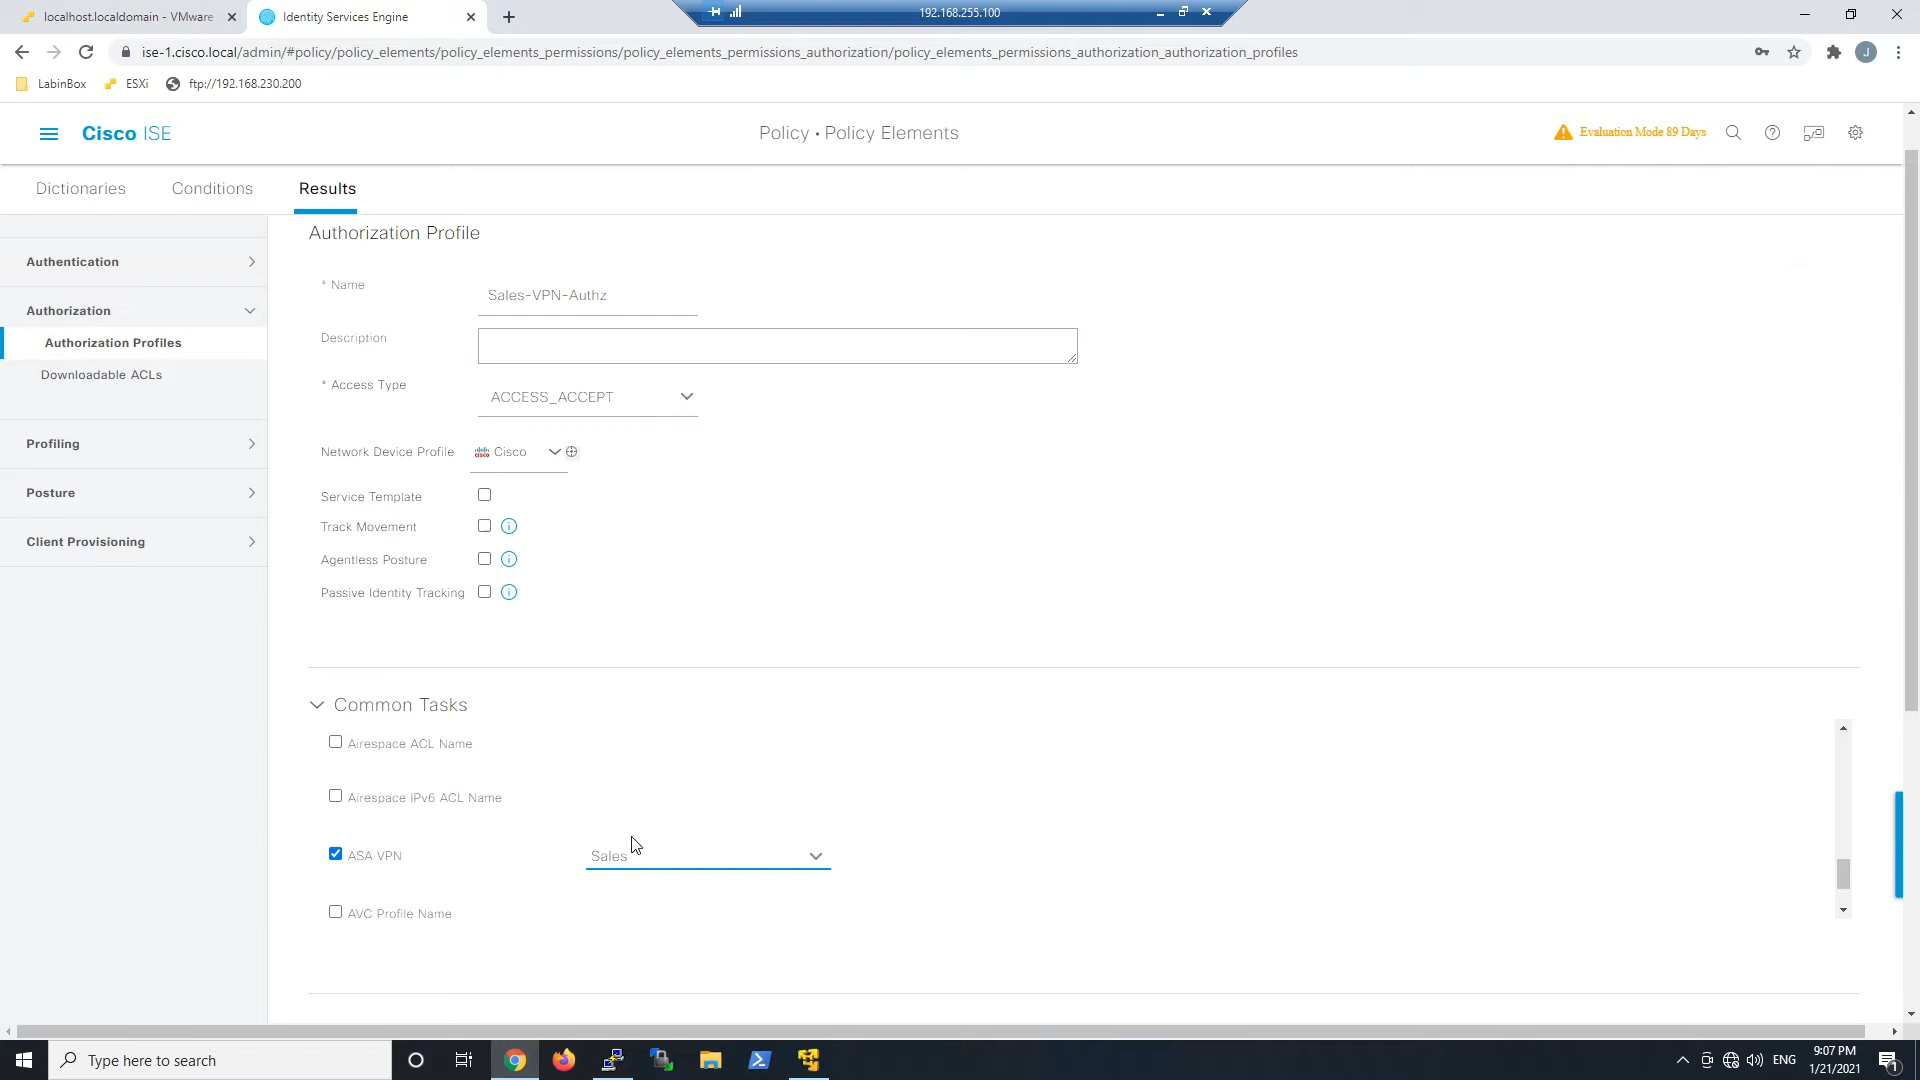 localhost.localdomain - VMware
Identity Services Engine
192.168.255.100
ise-1.cisco.local/admin/#policy/policy_elements/policy_elements_permissions/policy_elements_permissions_authorization/policy_elements_permissions_authorization_authorization_profiles
J
LabinBox
ESXi
ftp://192.168.230.200
Cisco ISE
Policy • Policy Elements
Evaluation Mode 89 Days
Dictionaries
Conditions
Results
Authentication
Authorization
Authorization Profiles
Downloadable ACLs
Profiling
Posture
Client Provisioning
Authorization Profile
* Name
Sales-VPN-Authz
Description
* Access Type
ACCESS_ACCEPT
Network Device Profile
Cisco
Service Template
Track Movement
Agentless Posture
Passive Identity Tracking
Common Tasks
Airespace ACL Name
Airespace IPv6 ACL Name
ASA VPN
Sales
AVC Profile Name
Type here to search
ENG
9:07 PM
1/21/2021
1